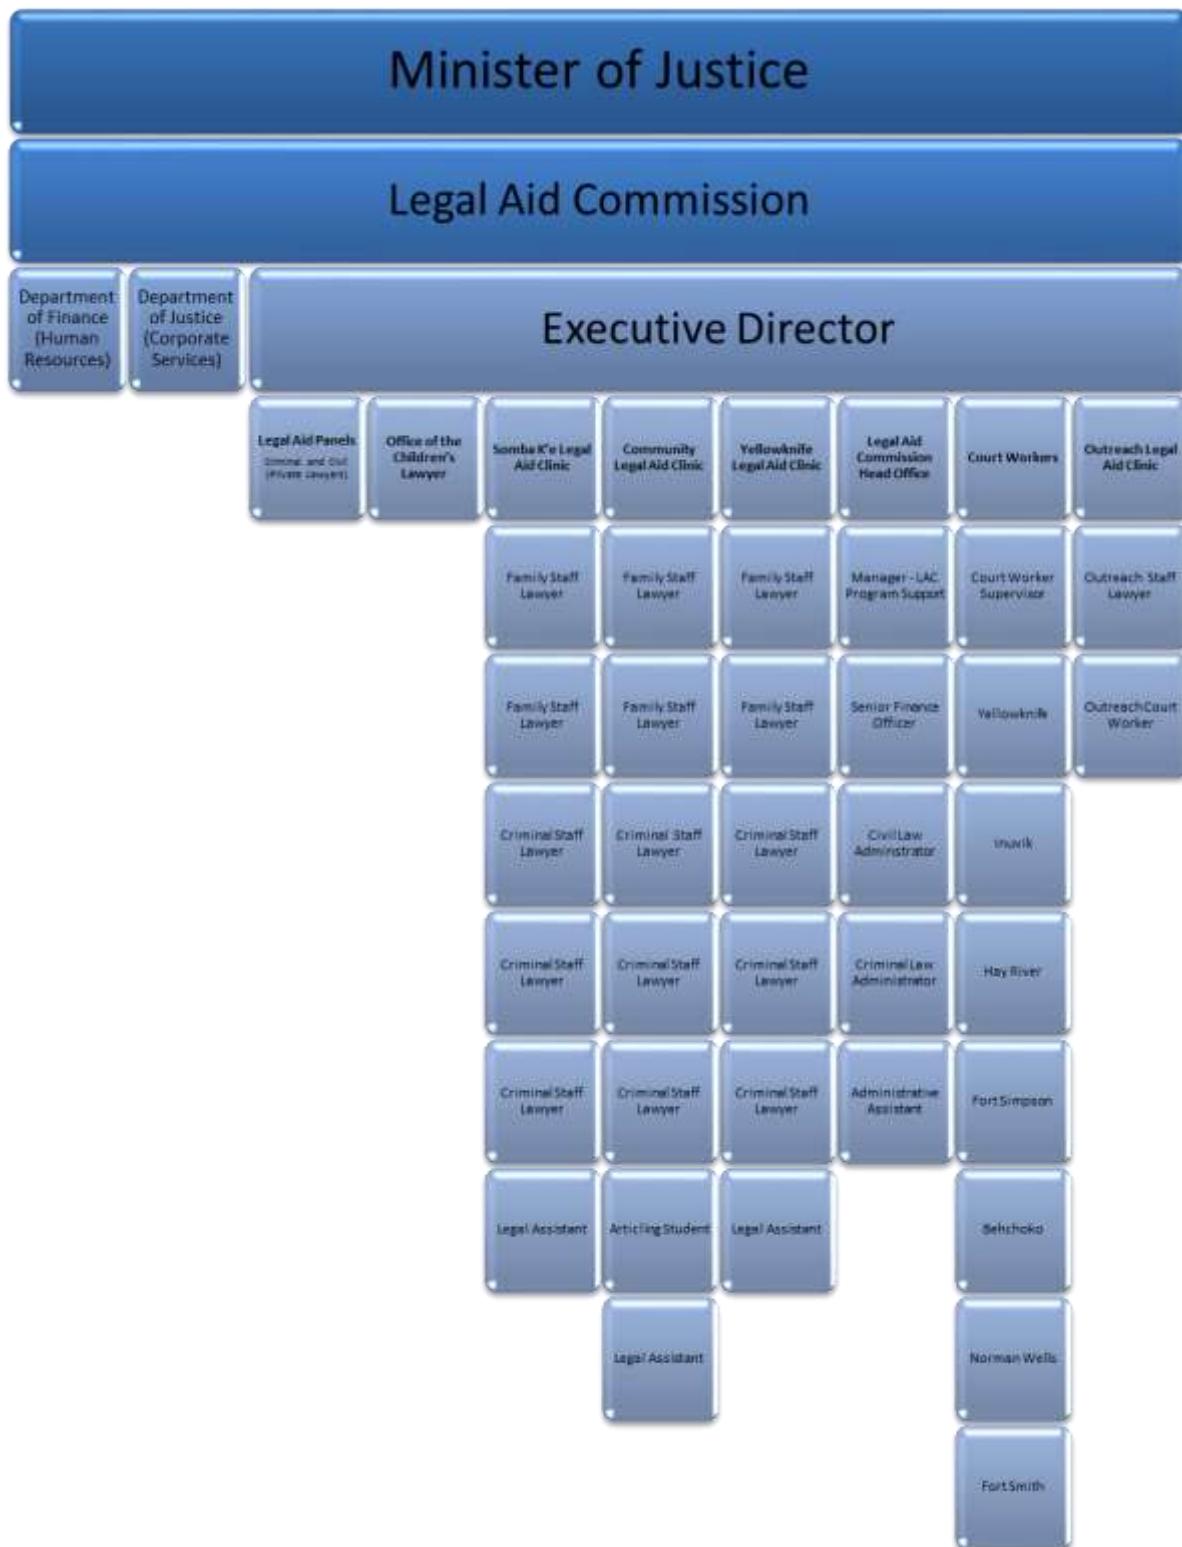 Minister of Justice
Legal Aid Commission
Department
of Finance
(Human
Resources)
Department
of Justice
(Corporate
Services)
Executive Director
Legal Aid Panels
Criminal and Civil
(Private Lawyers)
Office of the
Children's
Lawyer
Somba K'e Legal
Aid Clinic
Community
Legal Aid Clinic
Yellowknife
Legal Aid Clinic
Legal Aid
Commission
Head Office
Court Workers
Outreach Legal
Aid Clinic
Family Staff
Lawyer
Family Staff
Lawyer
Family Staff
Lawyer
Manager - LAC
Program Support
Court Worker
Supervisor
Outreach Staff
Lawyer
Family Staff
Lawyer
Family Staff
Lawyer
Family Staff
Lawyer
Senior Finance
Officer
Yellowknife
Outreach Court
Worker
Criminal Staff
Lawyer
Criminal Staff
Lawyer
Criminal Staff
Lawyer
Civil Law
Administrator
Inuvik
Criminal Staff
Lawyer
Criminal Staff
Lawyer
Criminal Staff
Lawyer
Criminal Law
Administrator
Hay River
Criminal Staff
Lawyer
Criminal Staff
Lawyer
Criminal Staff
Lawyer
Administrative
Assistant
Fort Simpson
Legal Assistant
Articling Student
Legal Assistant
Behchoko
Legal Assistant
Norman Wells
Fort Smith